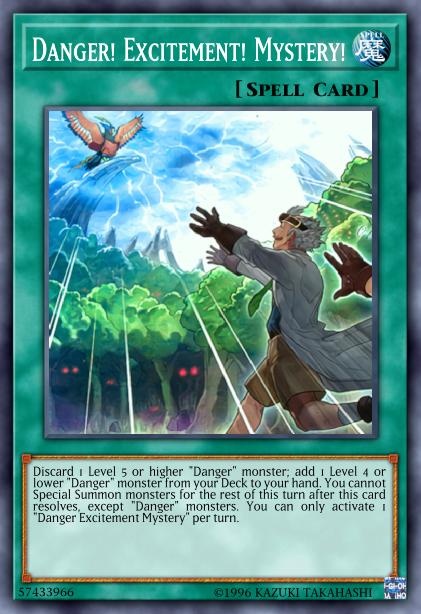 Danger! Excitement! Mystery!
SPELL
魔
[Spell Card]
Discard 1 Level 5 or higher "Danger" monster; add 1 Level 4 or
lower "Danger" monster from your Deck to your hand. You cannot
Special Summon monsters for the rest of this turn after this card
resolves, except "Danger" monsters. You can only activate 1
"Danger Excitement Mystery" per turn.
57433966
©1996 KAZUKI TAKAHASHI